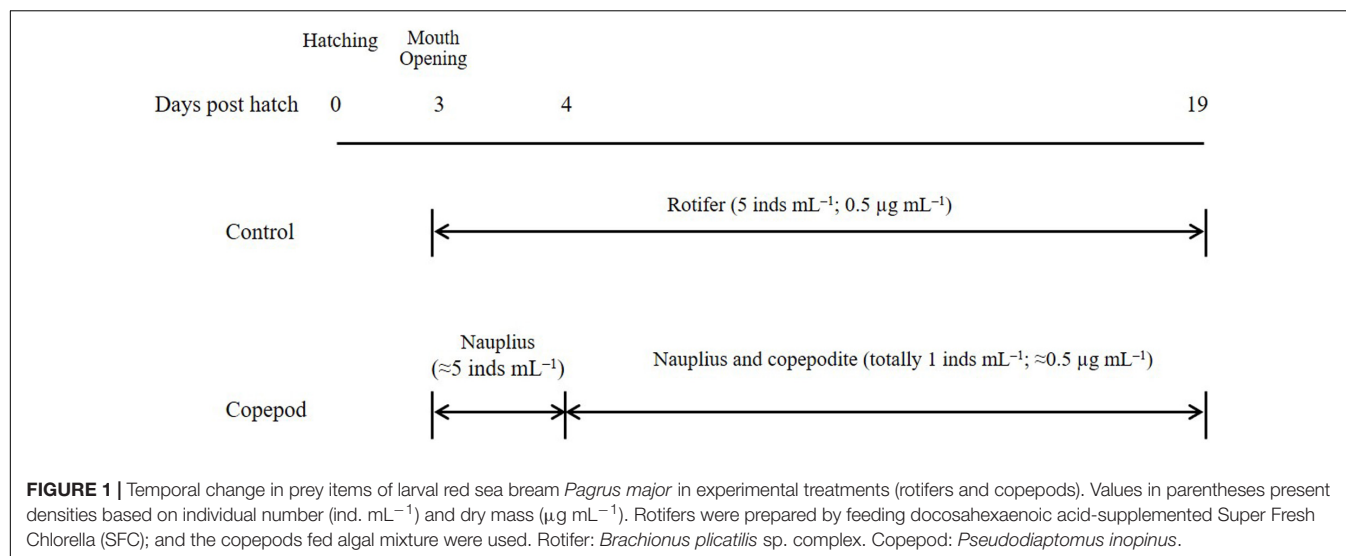 Hatching
Mouth
Opening
Days post hatch 0 3 4 19
Rotifer (5 inds mL⁻¹; 0.5 µg mL⁻¹)
Control
Nauplius
(≈5 inds mL⁻¹)
Nauplius and copepodite (totally 1 inds mL⁻¹; ≈0.5 µg mL⁻¹)
Copepod
FIGURE 1 | Temporal change in prey items of larval red sea bream Pagrus major in experimental treatments (rotifers and copepods). Values in parentheses present
densities based on individual number (ind. mL⁻¹) and dry mass (µg mL⁻¹). Rotifers were prepared by feeding docosahexaenoic acid-supplemented Super Fresh
Chlorella (SFC); and the copepods fed algal mixture were used. Rotifer: Brachionus plicatilis sp. complex. Copepod: Pseudodiaptomus inopinus.